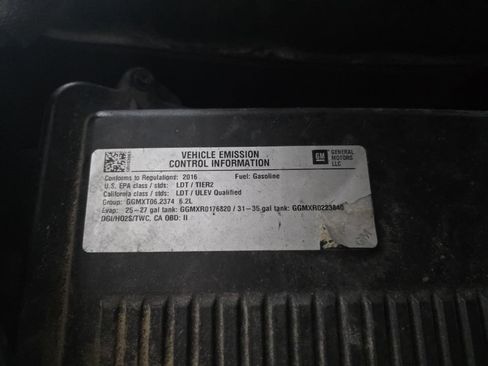 VEHICLE EMISSION
CONTROL INFORMATION
GM GENERAL MOTORS LLC
Conforms to Regulations: 2016 Fuel: Gasoline
U.S. EPA class / stds: LDT / TIER2
California class / stds: LDT / ULEV Qualified
Group: GGMXT06.2374 6.2L
Evap: 25-27 gal tank: GGMXR0176820 / 31-35 gal tank: GGMXR0223840
DGI/HO2S/TWC, CA OBD: II